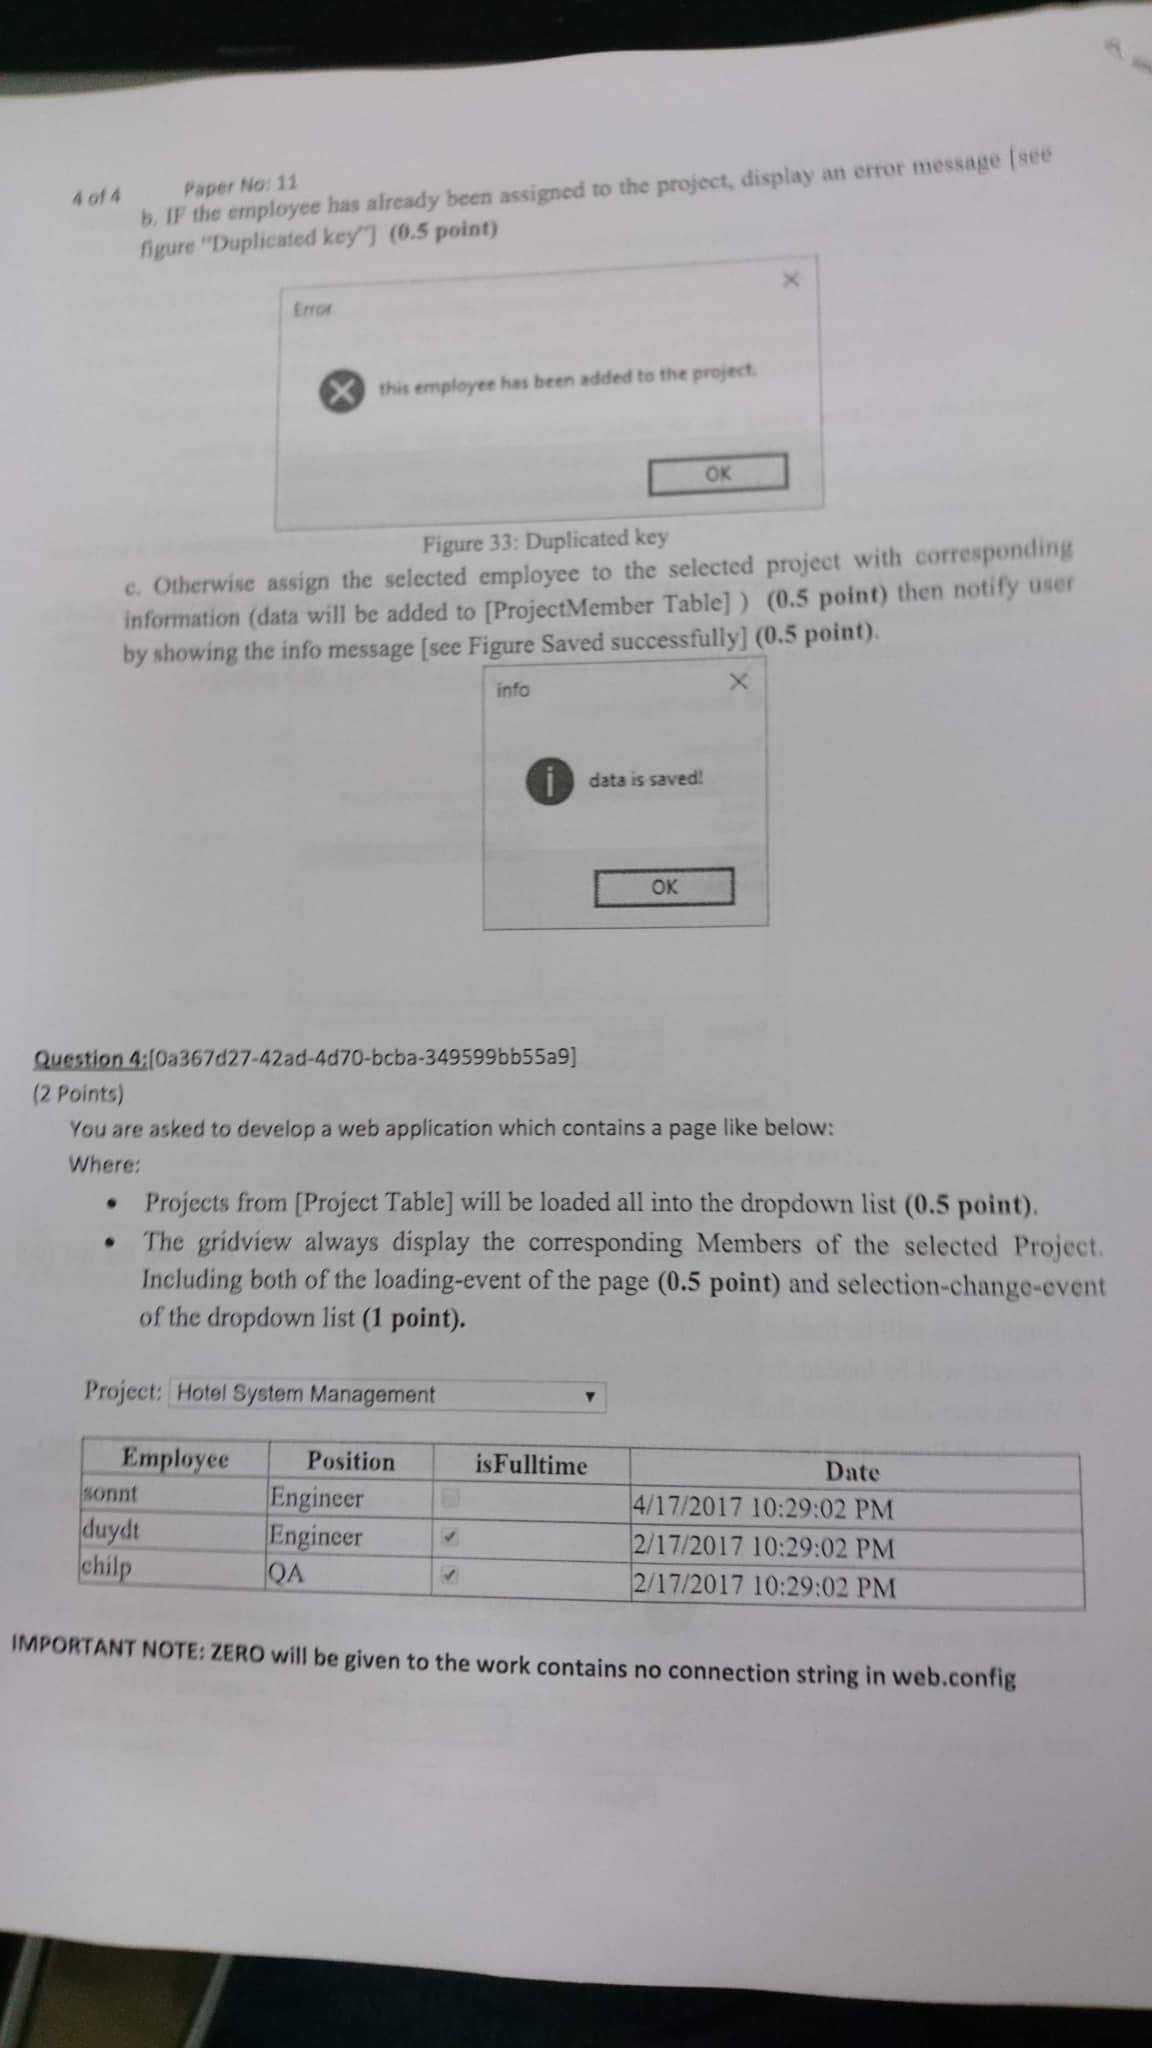 4 of 4 Paper No: 11
b. IF the employee has already been assigned to the project, display an error message [see
figure "Duplicated key"] (0.5 point)
Error
this employee has been added to the project.
OK
Figure 33: Duplicated key
c. Otherwise assign the selected employee to the selected project with corresponding
information (data will be added to [ProjectMember Table] ) (0.5 point) then notify user
by showing the info message [see Figure Saved successfully] (0.5 point).
info
data is saved!
OK
Question 4:[0a367d27-42ad-4d70-bcba-349599bb55a9]
(2 Points)
You are asked to develop a web application which contains a page like below:
Where:
• Projects from [Project Table] will be loaded all into the dropdown list (0.5 point).
• The gridview always display the corresponding Members of the selected Project.
Including both of the loading-event of the page (0.5 point) and selection-change-event
of the dropdown list (1 point).
Project: Hotel System Management
Employee Position isFulltime Date
sonnt Engineer 4/17/2017 10:29:02 PM
duydt Engineer 2/17/2017 10:29:02 PM
chilp QA 2/17/2017 10:29:02 PM
IMPORTANT NOTE: ZERO will be given to the work contains no connection string in web.config